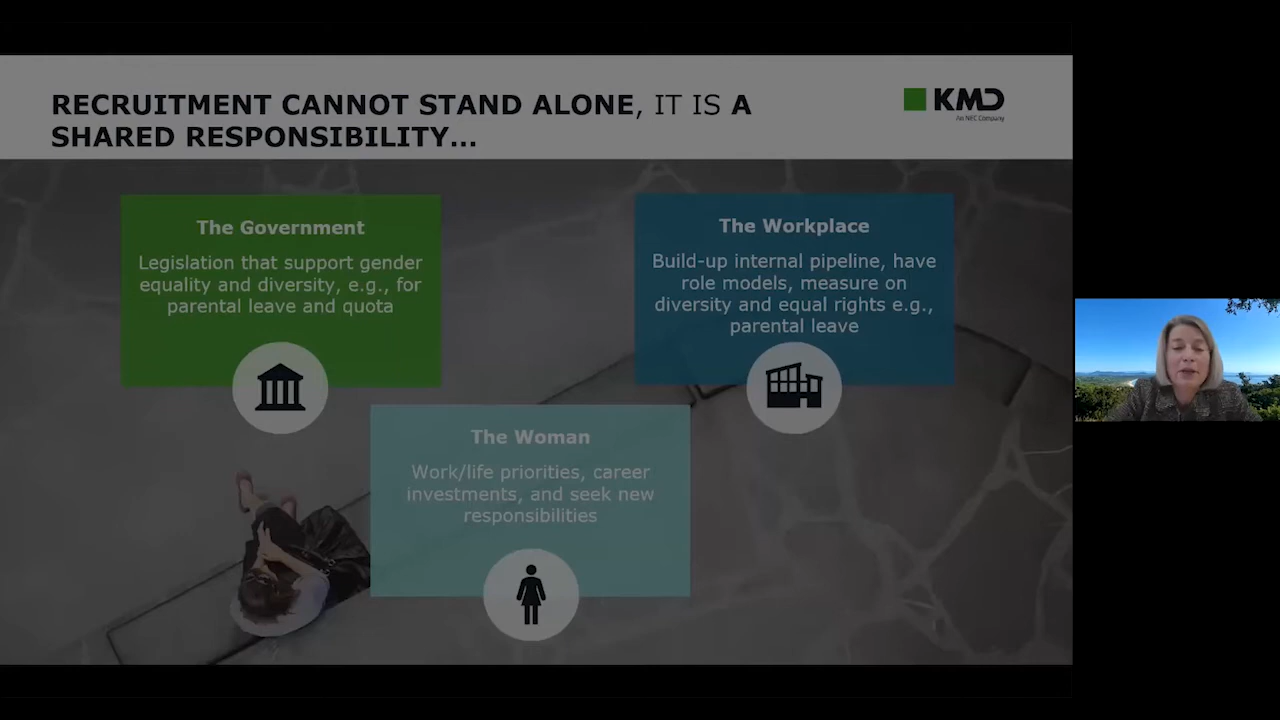 RECRUITMENT CANNOT STAND ALONE, IT IS A
SHARED RESPONSIBILITY...
KMD
An NEC Company
The Government
Legislation that support gender
equality and diversity, e.g., for
parental leave and quota
The Workplace
Build-up internal pipeline, have
role models, measure on
diversity and equal rights e.g.,
parental leave
The Woman
Work/life priorities, career
investments, and seek new
responsibilities